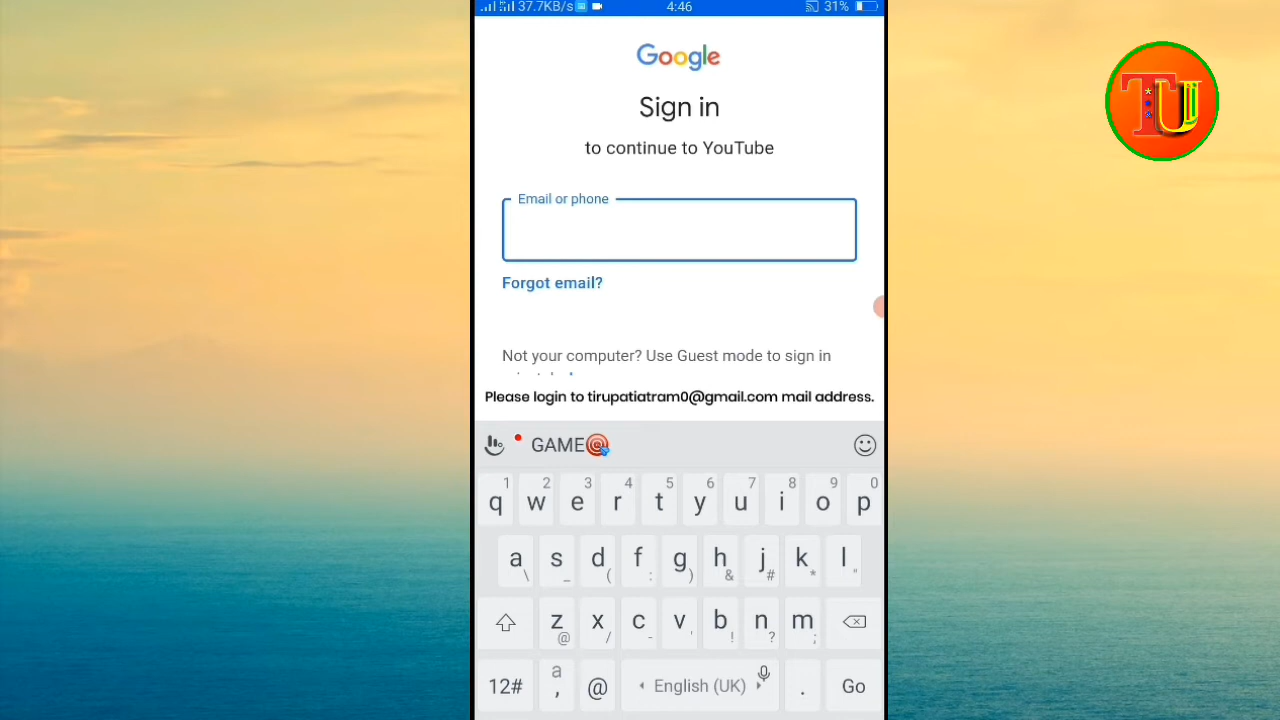 37.7KB/s 4:46 31%
TU
Google
Sign in
to continue to YouTube
Email or phone
Forgot email?
Not your computer? Use Guest mode to sign in
Please login to tirupatiatram0@gmail.com mail address.
GAME
1 2 3 4 5 6 7 8 9 0
q w e r t y u i o p
a s d f g h j k l
\ _ ( : ) & # * "
z x c v b n m
@ / - ' ! ? ;
12# a , @ English (UK) . Go